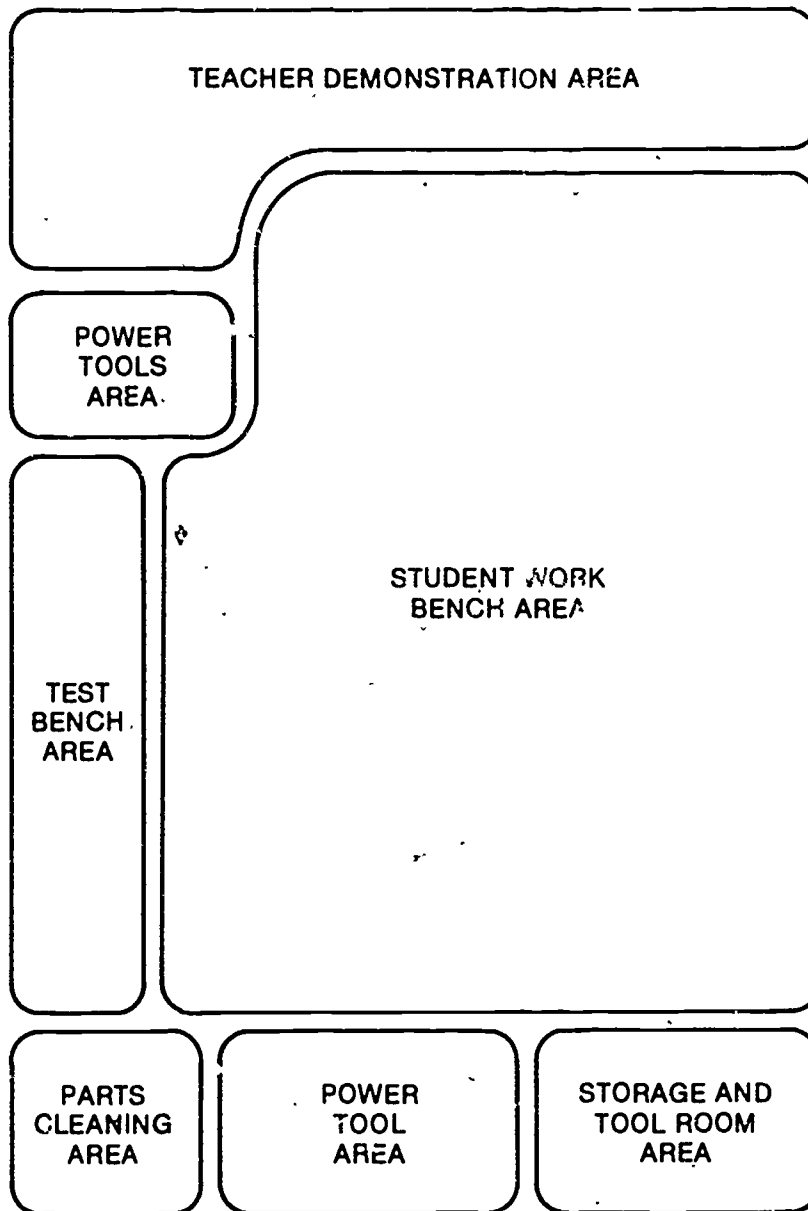 TEACHER DEMONSTRATION AREA
POWER
TOOLS
AREA
STUDENT WORK
BENCH AREA
TEST
BENCH
AREA
PARTS
CLEANING
AREA
POWER
TOOL
AREA
STORAGE AND
TOOL ROOM
AREA